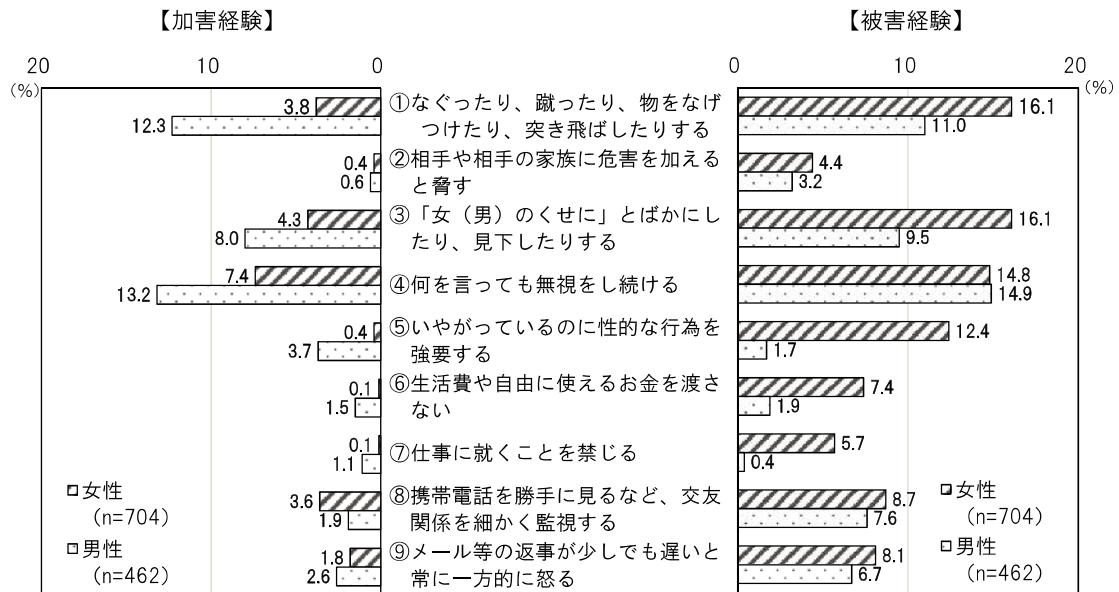 【加害経験】
【被害経験】
20 10 0
0 10 20
(%)
(%)
3.8
12.3
①なぐったり、蹴ったり、物をなげ
つけたり、突き飛ばしたりする
16.1
11.0
0.4
0.6
②相手や相手の家族に危害を加える
と脅す
4.4
3.2
4.3
8.0
③「女（男）のくせに」とばかにし
たり、見下したりする
16.1
9.5
7.4
13.2
④何を言っても無視をし続ける
14.8
14.9
0.4
3.7
⑤いやがっているのに性的な行為を
強要する
12.4
1.7
0.1
1.5
⑥生活費や自由に使えるお金を渡さ
ない
7.4
1.9
0.1
1.1
⑦仕事に就くことを禁じる
5.7
0.4
3.6
1.9
⑧携帯電話を勝手に見るなど、交友
関係を細かく監視する
8.7
7.6
1.8
2.6
⑨メール等の返事が少しでも遅いと
常に一方的に怒る
8.1
6.7
女性
（n=704）
男性
（n=462）
女性
（n=704）
男性
（n=462）